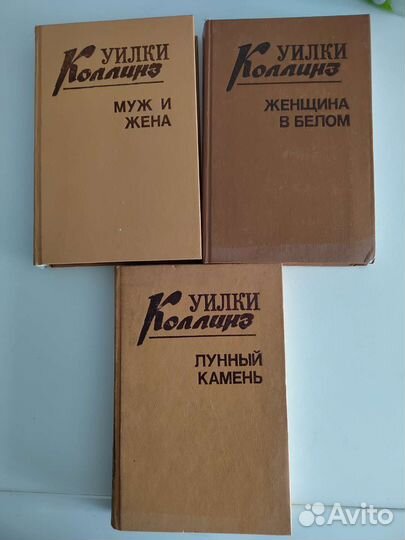 УИЛКИ
Коллинз
МУЖ И
ЖЕНА
УИЛКИ
Коллинз
ЖЕНЩИНА
В БЕЛОМ
УИЛКИ
Коллинз
ЛУННЫЙ
КАМЕНЬ
Avito